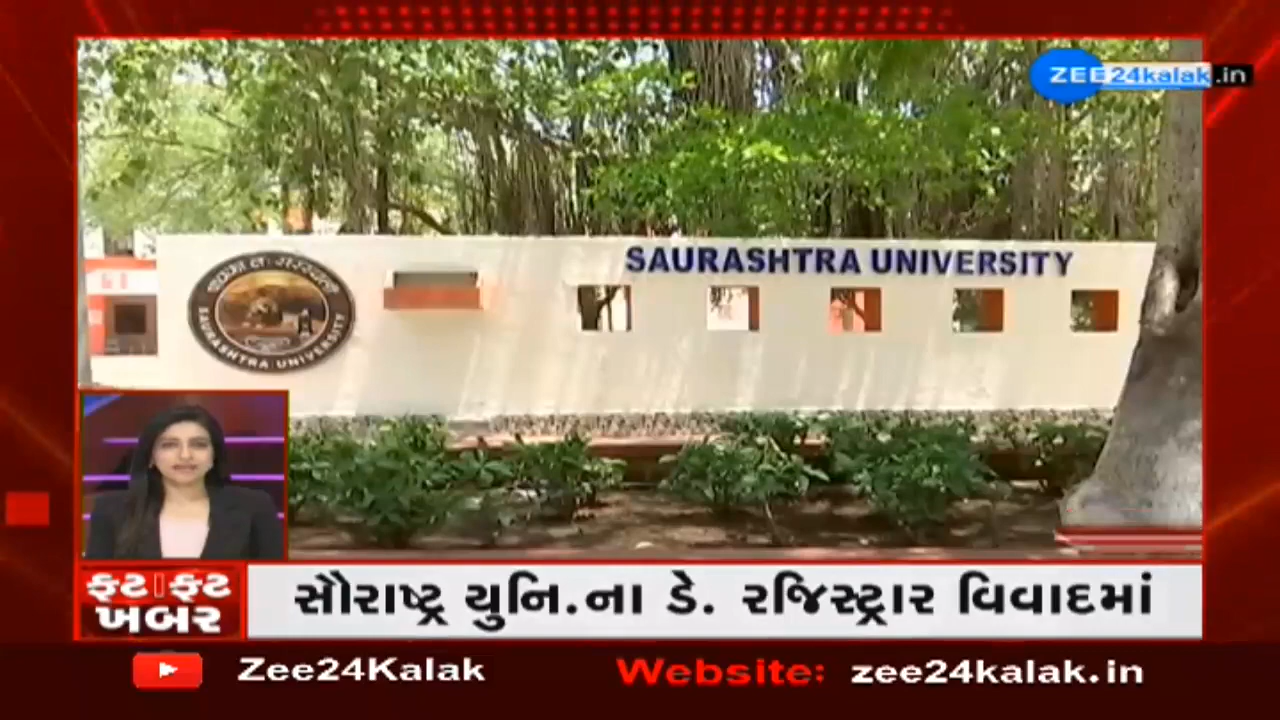 ZEE24kalak.in
SAURASHTRA UNIVERSITY
SAURASHTRA UNIVERSITY
ફટાફટ
ખબર
સૌરાષ્ટ્ર યુનિ.ના ડે. રજિસ્ટ્રાર વિવાદમાં
Zee24Kalak
Website: zee24kalak.in